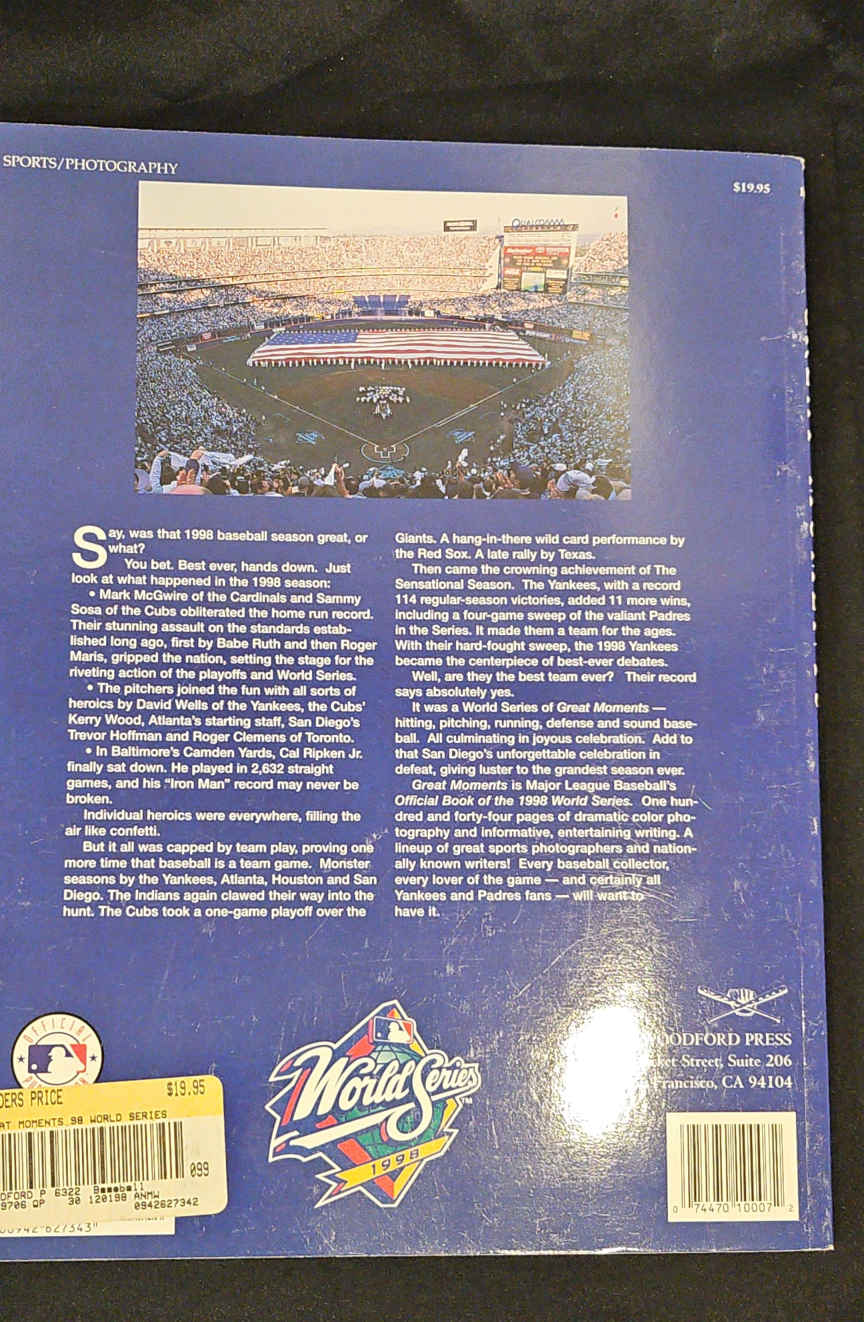 SPORTS/PHOTOGRAPHY
$19.95
QUALCOMM
Say, was that 1998 baseball season great, or
what?
You bet. Best ever, hands down. Just
look at what happened in the 1998 season:
• Mark McGwire of the Cardinals and Sammy
Sosa of the Cubs obliterated the home run record.
Their stunning assault on the standards estab-
lished long ago, first by Babe Ruth and then Roger
Maris, gripped the nation, setting the stage for the
riveting action of the playoffs and World Series.
• The pitchers joined the fun with all sorts of
heroics by David Wells of the Yankees, the Cubs'
Kerry Wood, Atlanta's starting staff, San Diego's
Trevor Hoffman and Roger Clemens of Toronto.
• In Baltimore's Camden Yards, Cal Ripken Jr.
finally sat down. He played in 2,632 straight
games, and his "Iron Man" record may never be
broken.
Individual heroics were everywhere, filling the
air like confetti.
But it all was capped by team play, proving one
more time that baseball is a team game. Monster
seasons by the Yankees, Atlanta, Houston and San
Diego. The Indians again clawed their way into the
hunt. The Cubs took a one-game playoff over the
Giants. A hang-in-there wild card performance by
the Red Sox. A late rally by Texas.
Then came the crowning achievement of The
Sensational Season. The Yankees, with a record
114 regular-season victories, added 11 more wins,
including a four-game sweep of the valiant Padres
in the Series. It made them a team for the ages.
With their hard-fought sweep, the 1998 Yankees
became the centerpiece of best-ever debates.
Well, are they the best team ever? Their record
says absolutely yes.
It was a World Series of Great Moments —
hitting, pitching, running, defense and sound base-
ball. All culminating in joyous celebration. Add to
that San Diego's unforgettable celebration in
defeat, giving luster to the grandest season ever.
Great Moments is Major League Baseball's
Official Book of the 1998 World Series. One hun-
dred and forty-four pages of dramatic color pho-
tography and informative, entertaining writing. A
lineup of great sports photographers and nation-
ally known writers! Every baseball collector,
every lover of the game — and certainly all
Yankees and Padres fans — will want to
have it.
OFFICIAL
World Series
TM
1998
OODFORD PRESS
ket Street, Suite 206
Francisco, CA 94104
0 74470 10007 2
DERS PRICE $19.95
AT MOMENTS 98 WORLD SERIES
099
DFORD P 6322 Baseball
9706 QP 30 120198 ANMW
0942627342